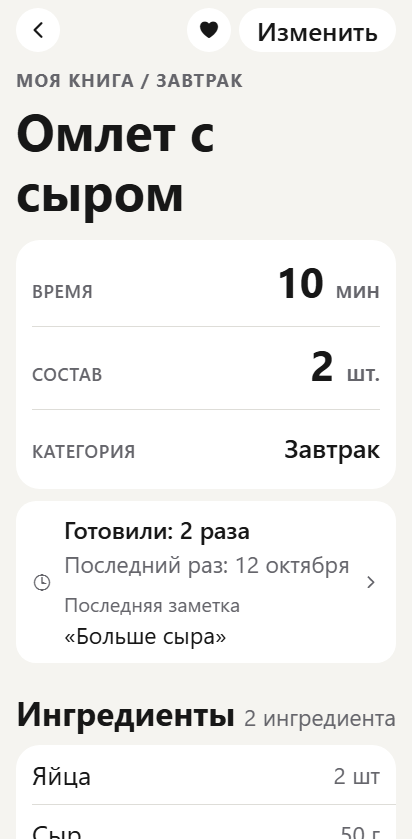 Изменить
МОЯ КНИГА / ЗАВТРАК
Омлет с
сыром
ВРЕМЯ 10 мин
СОСТАВ 2 шт.
КАТЕГОРИЯ Завтрак
Готовили: 2 раза
Последний раз: 12 октября
Последняя заметка
«Больше сыра»
Ингредиенты 2 ингредиента
Яйца 2 шт
Сыр 50 г